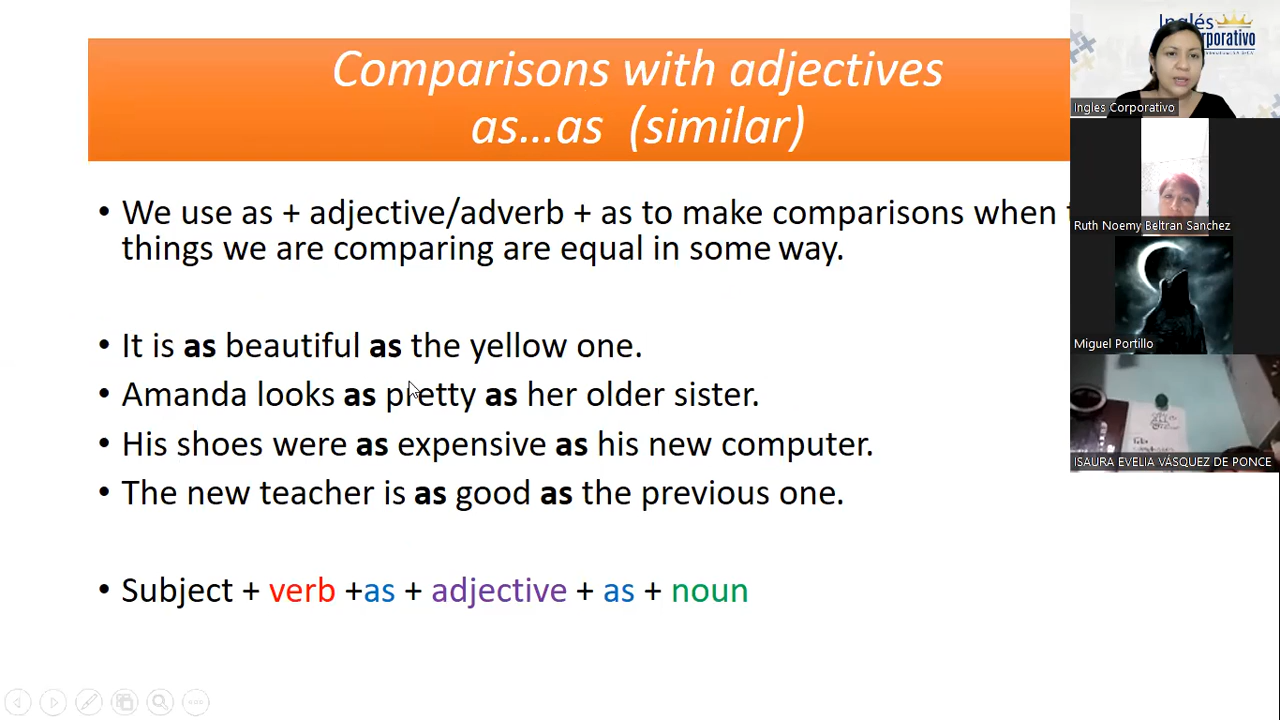 Comparisons with adjectives
as...as (similar)
• We use as + adjective/adverb + as to make comparisons when
things we are comparing are equal in some way.
• It is as beautiful as the yellow one.
• Amanda looks as pretty as her older sister.
• His shoes were as expensive as his new computer.
• The new teacher is as good as the previous one.
• Subject + verb +as + adjective + as + noun
Inglés
rporativo
Ingles Corporativo
Ruth Noemy Beltran Sanchez
Miguel Portillo
ISAURA EVELIA VÁSQUEZ DE PONCE